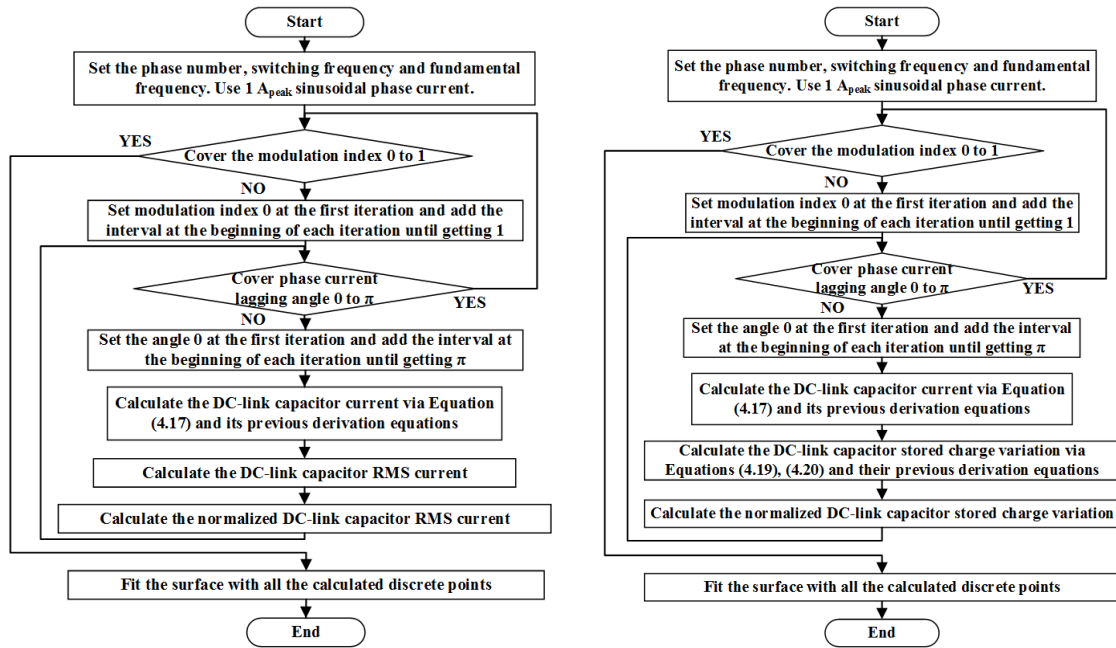 Start
Set the phase number, switching frequency and fundamental
frequency. Use 1 Apeak sinusoidal phase current.
YES
Cover the modulation index 0 to 1
NO
Set modulation index 0 at the first iteration and add the
interval at the beginning of each iteration until getting 1
Cover phase current
lagging angle 0 to π
YES
NO
Set the angle 0 at the first iteration and add the interval at
the beginning of each iteration until getting π
Calculate the DC-link capacitor current via Equation
(4.17) and its previous derivation equations
Calculate the DC-link capacitor RMS current
Calculate the normalized DC-link capacitor RMS current
Fit the surface with all the calculated discrete points
End
Start
Set the phase number, switching frequency and fundamental
frequency. Use 1 Apeak sinusoidal phase current.
YES
Cover the modulation index 0 to 1
NO
Set modulation index 0 at the first iteration and add the
interval at the beginning of each iteration until getting 1
Cover phase current
lagging angle 0 to π
YES
NO
Set the angle 0 at the first iteration and add the interval
at the beginning of each iteration until getting π
Calculate the DC-link capacitor current via Equation
(4.17) and its previous derivation equations
Calculate the DC-link capacitor stored charge variation via
Equations (4.19), (4.20) and their previous derivation equations
Calculate the normalized DC-link capacitor stored charge variation
Fit the surface with all the calculated discrete points
End